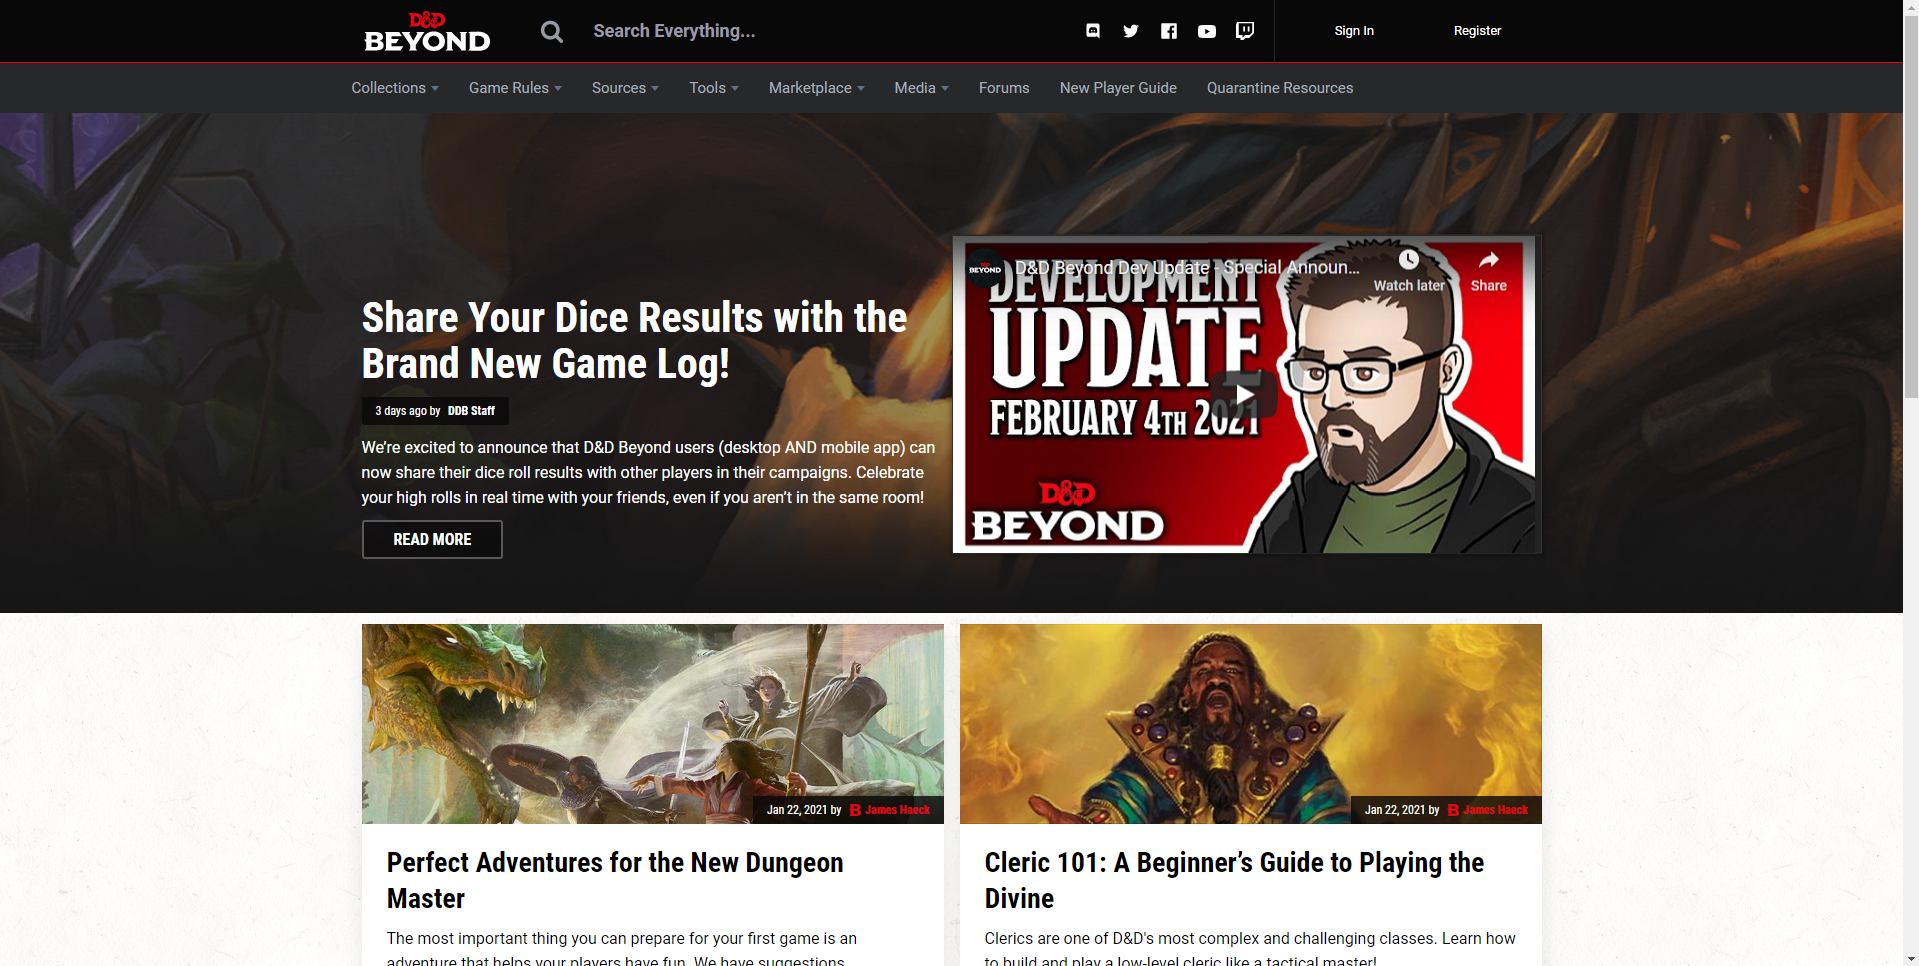 D&D
BEYOND
Search Everything...
Sign In
Register
Collections
Game Rules
Sources
Tools
Marketplace
Media
Forums
New Player Guide
Quarantine Resources
Share Your Dice Results with the
Brand New Game Log!
3 days ago by DDB Staff
We're excited to announce that D&D Beyond users (desktop AND mobile app) can
now share their dice roll results with other players in their campaigns. Celebrate
your high rolls in real time with your friends, even if you aren't in the same room!
READ MORE
BEYOND
D&D Beyond Dev Update - Special Announ...
Watch later
Share
DEVELOPMENT
UPDATE
FEBRUARY 4TH 2021
D&D
BEYOND
Jan 22, 2021 by B James Haeck
Perfect Adventures for the New Dungeon
Master
The most important thing you can prepare for your first game is an
adventure that helps your players have fun. We have suggestions
Jan 22, 2021 by B James Haeck
Cleric 101: A Beginner’s Guide to Playing the
Divine
Clerics are one of D&D's most complex and challenging classes. Learn how
to build and play a low-level cleric like a tactical master!